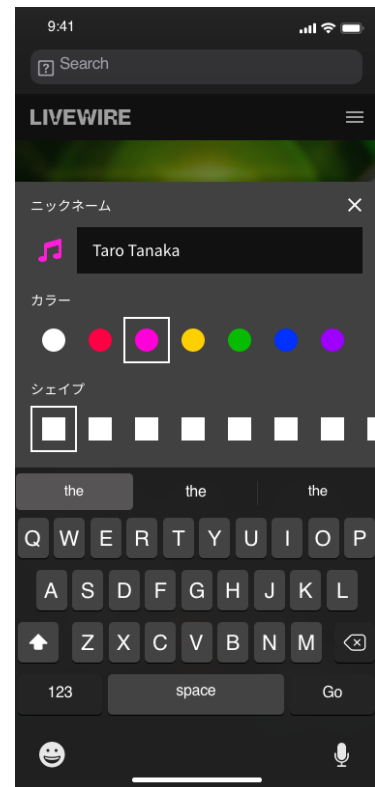 9:41
? Search
LIVEWIRE
ニックネーム
Taro Tanaka
カラー
シェイプ
the the the
Q W E R T Y U I O P
A S D F G H J K L
Z X C V B N M
123 space Go